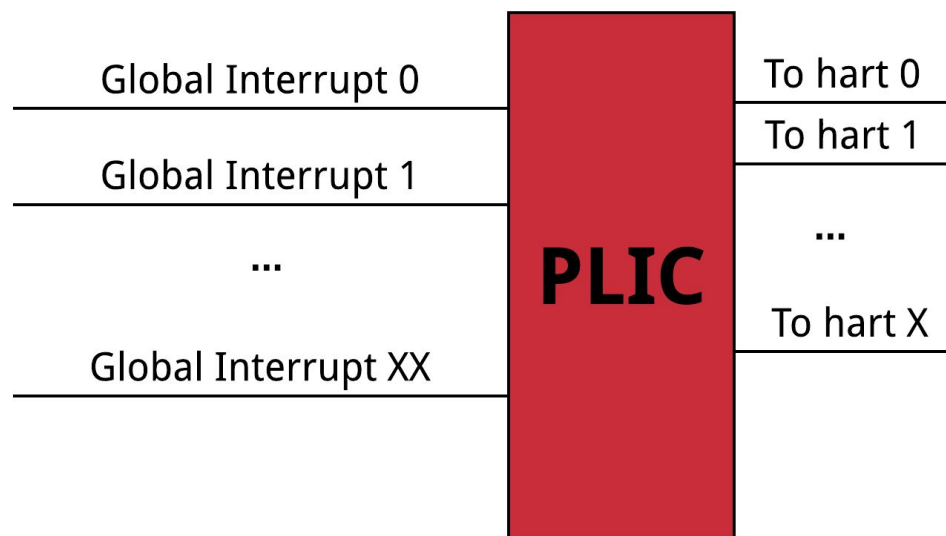 Global Interrupt 0
Global Interrupt 1
...
Global Interrupt XX
PLIC
To hart 0
To hart 1
...
To hart X